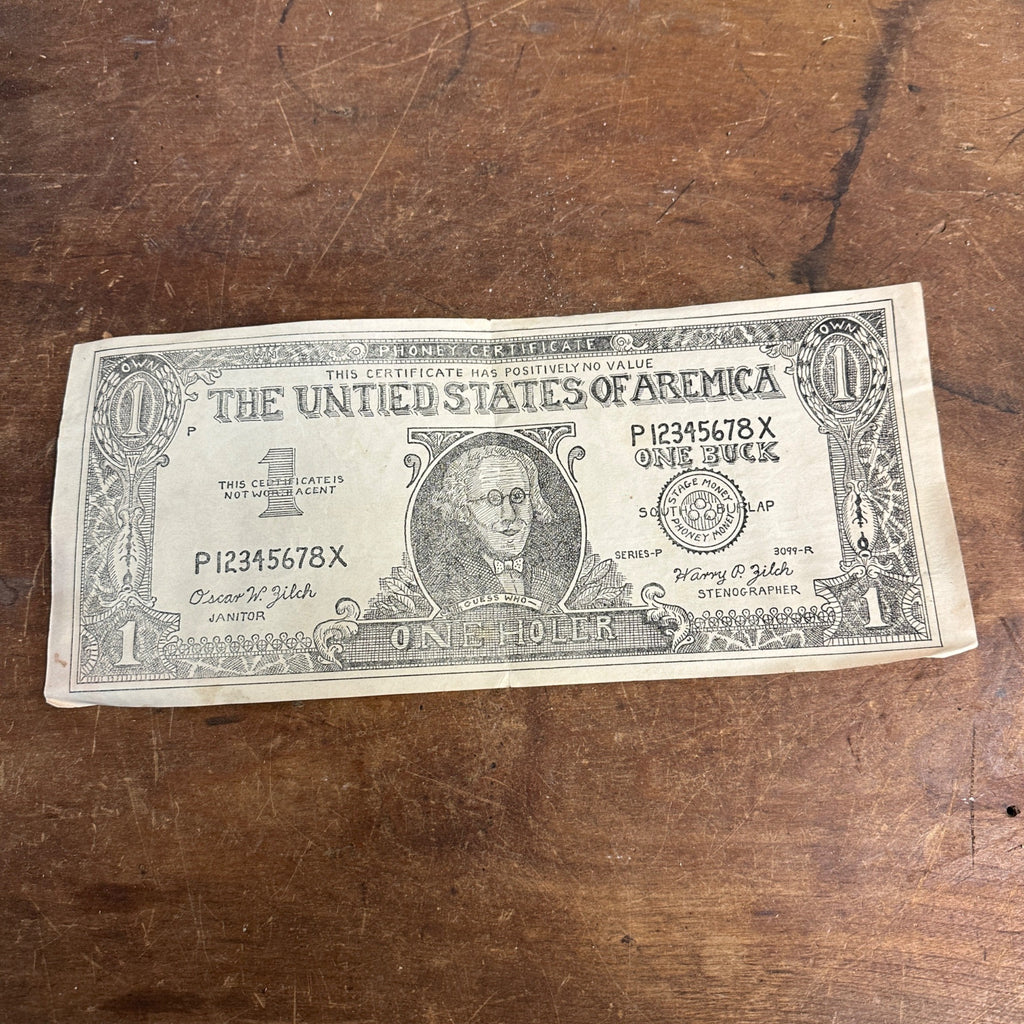 PHONEY CERTIFICATE
THIS CERTIFICATE HAS POSITIVELY NO VALUE
THE UNTIED STATES OF AREMICA
OWN
1
OWN
1
P
P12345678X
ONE BUCK
1
THIS CERTIFICATE IS
NOT WORTH A CENT
STAGE MONEY
PHONEY MONEY
BURLAP
P12345678X
SERIES-P
3099-R
Oscar W. Zilch
JANITOR
Harry P. Zilch
STENOGRAPHER
GUESS WHO
ONE HOLER
1
1